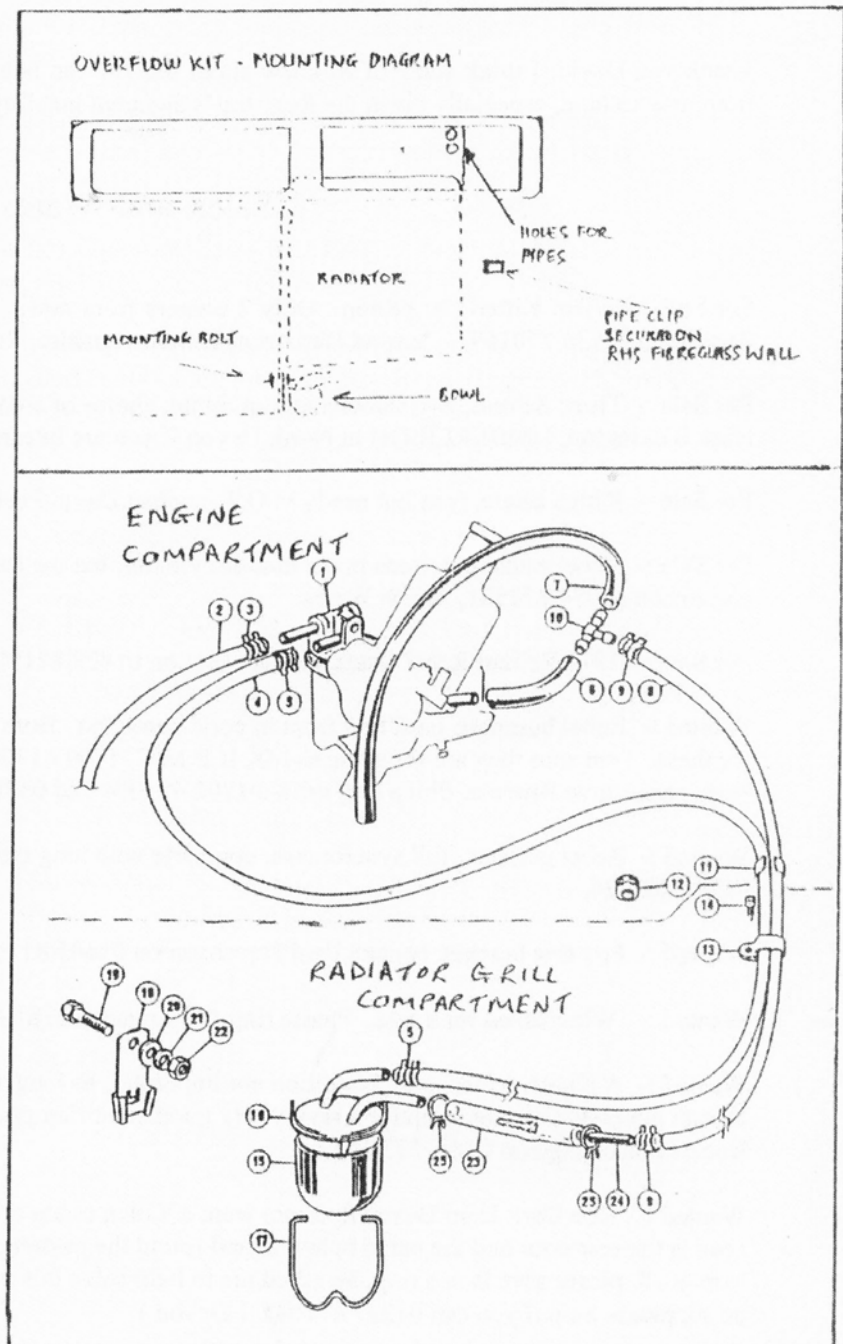 OVERFLOW KIT - MOUNTING DIAGRAM
HOLES FOR
PIPES
RADIATOR
PIPE CLIP
SECURED ON
RHS FIBREGLASS WALL
MOUNTING BOLT
BOWL
ENGINE
COMPARTMENT
1
2
3
7
10
4
3
6
9
8
11
12
14
13
RADIATOR GRILL
COMPARTMENT
19
18
20
21
22
5
16
15
25
23
25
24
9
17